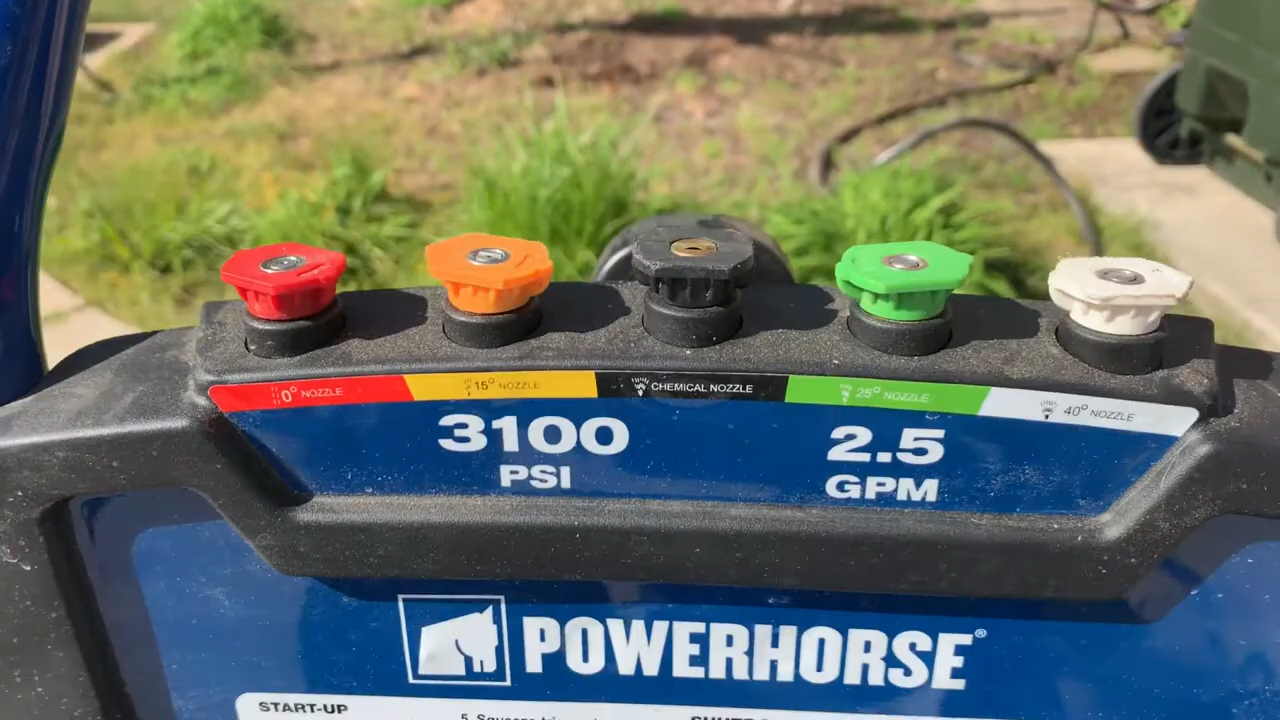 0° NOZZLE
15° NOZZLE
CHEMICAL NOZZLE
25° NOZZLE
40° NOZZLE
3100
PSI
2.5
GPM
POWERHORSE®
START-UP
5. Squeeze